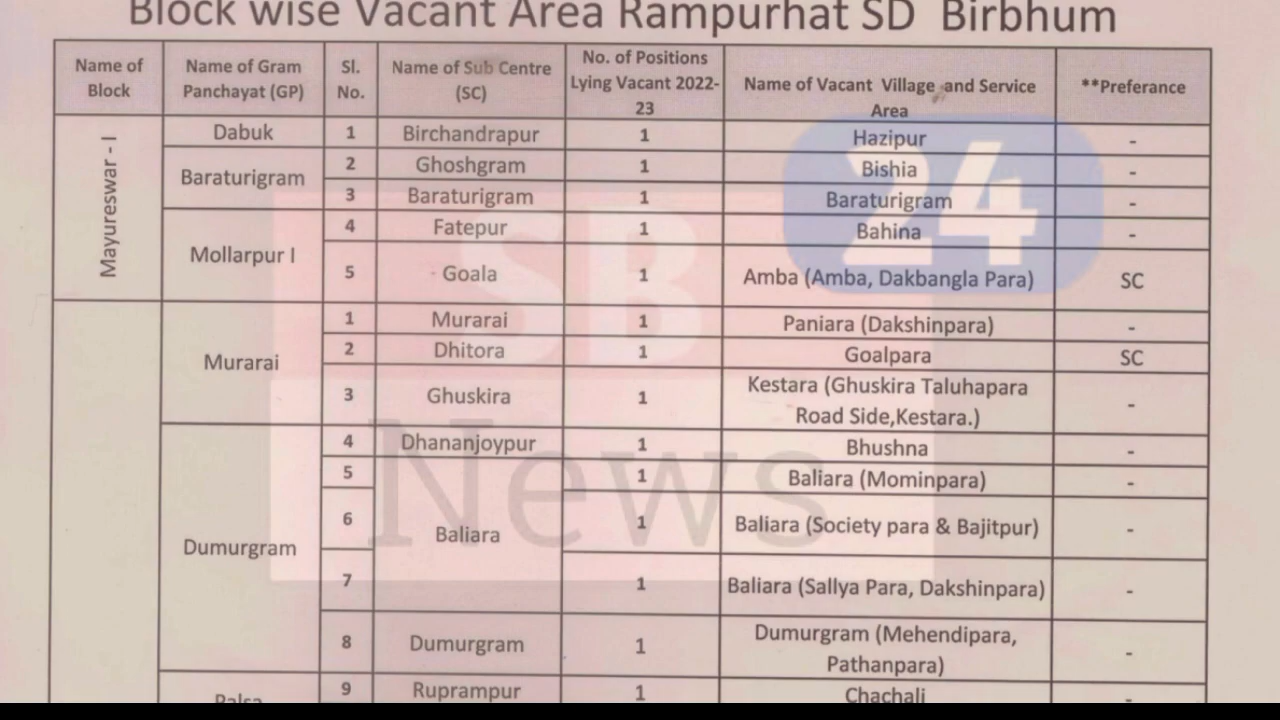 Block wise Vacant Area Rampurhat SD Birbhum
Name of Block | Name of Gram Panchayat (GP) | Sl. No. | Name of Sub Centre (SC) | No. of Positions Lying Vacant 2022-23 | Name of Vacant Village and Service Area | **Preferance
Mayureswar - I | Dabuk | 1 | Birchandrapur | 1 | Hazipur | -
Baraturigram | 2 | Ghoshgram | 1 | Bishia | -
3 | Baraturigram | 1 | Baraturigram | -
Mollarpur I | 4 | Fatepur | 1 | Bahina | -
5 | Goala | 1 | Amba (Amba, Dakbangla Para) | SC
Murarai | 1 | Murarai | 1 | Paniara (Dakshinpara) | -
2 | Dhitora | 1 | Goalpara | SC
3 | Ghuskira | 1 | Kestara (Ghuskira Taluhapara Road Side,Kestara.) | -
Dumurgram | 4 | Dhananjoypur | 1 | Bhushna | -
5 | Baliara | 1 | Baliara (Mominpara) | -
6 | 1 | Baliara (Society para & Bajitpur) | -
7 | 1 | Baliara (Sallya Para, Dakshinpara) | -
8 | Dumurgram | 1 | Dumurgram (Mehendipara, Pathanpara) | -
9 | Ruprampur | 1 | Chachali | -
SB
24
News